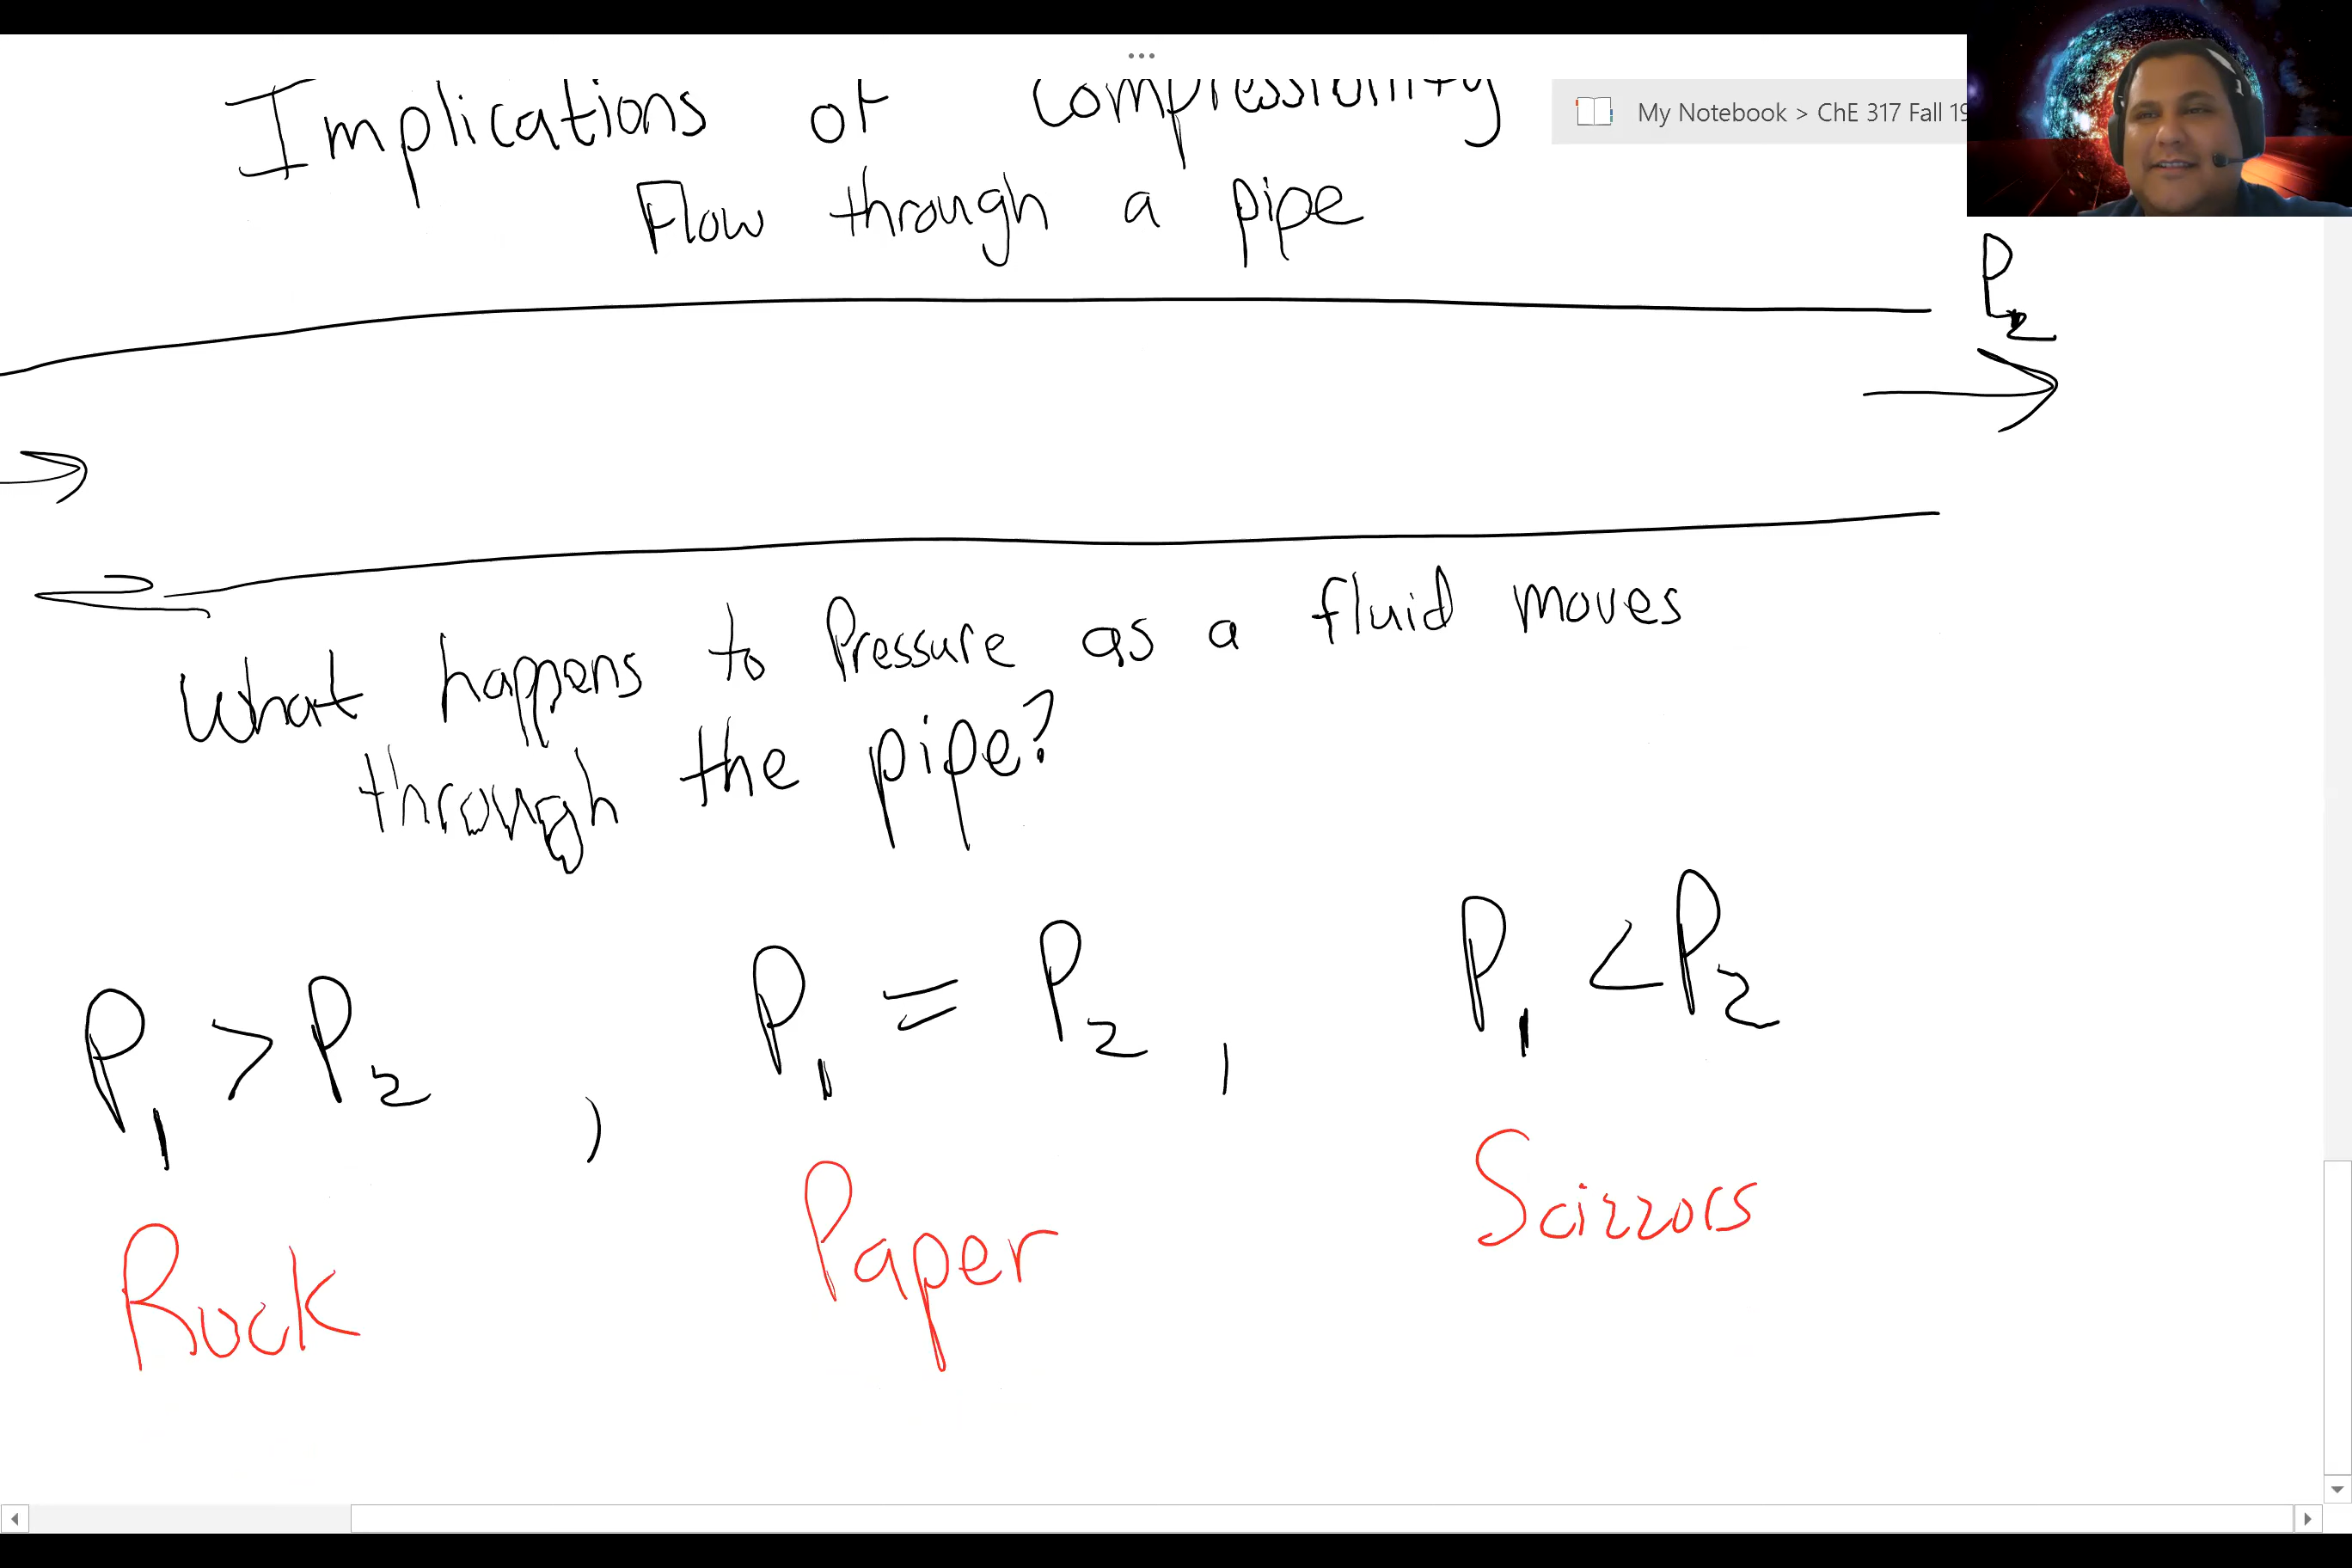 Implications of compressibility
My Notebook > ChE 317 Fall 19
Flow through a pipe
P2
What happens to Pressure as a fluid moves
through the pipe?
P1 > P2 , P1 = P2 , P1 < P2
Rock Paper Scizzors